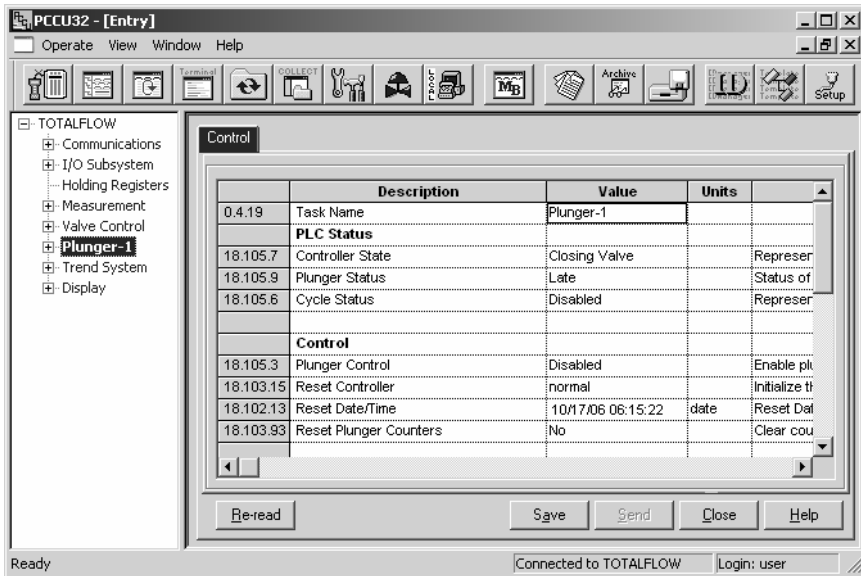 PCCU32 - [Entry]
Operate View Window Help
Terminal
COLLECT
LOCAL
MB
Archive
Setup
TOTALFLOW
Communications
I/O Subsystem
Holding Registers
Measurement
Valve Control
Plunger-1
Trend System
Display
Control
Description Value Units
0.4.19 Task Name Plunger-1
PLC Status
18.105.7 Controller State Closing Valve Represen
18.105.9 Plunger Status Late Status of
18.105.6 Cycle Status Disabled Represen
Control
18.105.3 Plunger Control Disabled Enable plu
18.103.15 Reset Controller normal Initialize th
18.102.13 Reset Date/Time 10/17/06 06:15:22 date Reset Dat
18.103.93 Reset Plunger Counters No Clear cou
Re-read Save Send Close Help
Ready Connected to TOTALFLOW Login: user